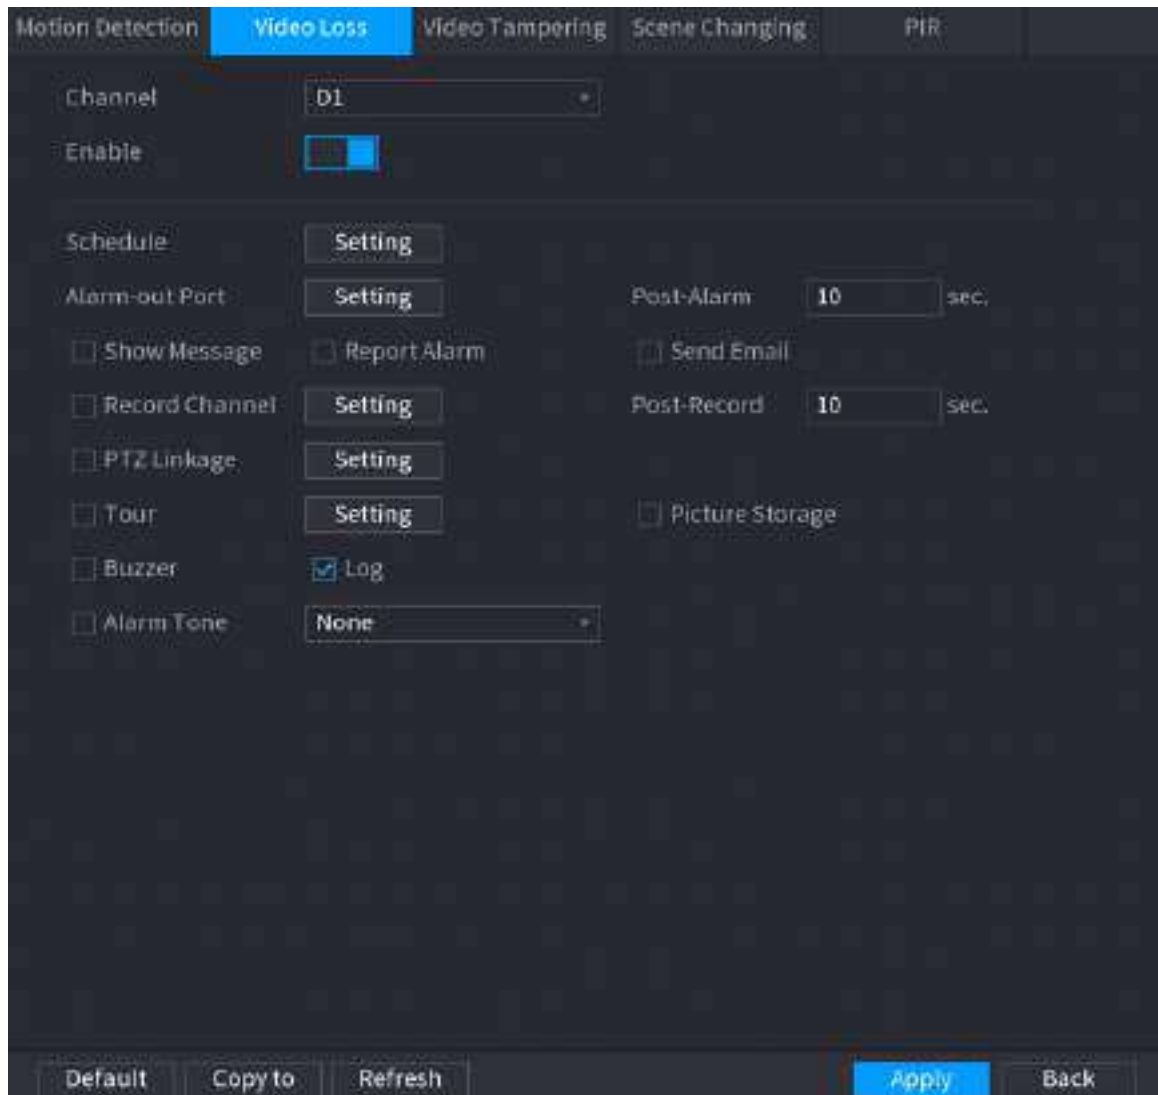 Motion Detection Video Loss Video Tampering Scene Changing PIR
Channel D1
Enable
Schedule Setting
Alarm-out Port Setting Post-Alarm 10 sec.
Show Message Report Alarm Send Email
Record Channel Setting Post-Record 10 sec.
PTZ Linkage Setting
Tour Setting Picture Storage
Buzzer Log
Alarm Tone None
Default Copy to Refresh Apply Back